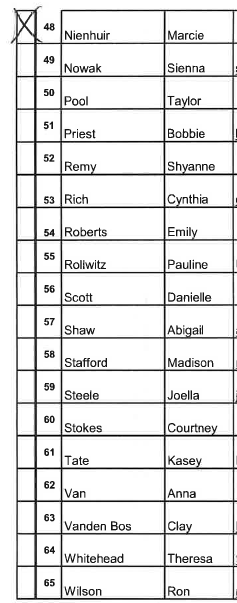 48 Nienhuir Marcie
49 Nowak Sienna
50 Pool Taylor
51 Priest Bobbie
52 Remy Shyanne
53 Rich Cynthia
54 Roberts Emily
55 Rollwitz Pauline
56 Scott Danielle
57 Shaw Abigail
58 Stafford Madison
59 Steele Joella
60 Stokes Courtney
61 Tate Kasey
62 Van Anna
63 Vanden Bos Clay
64 Whitehead Theresa
65 Wilson Ron